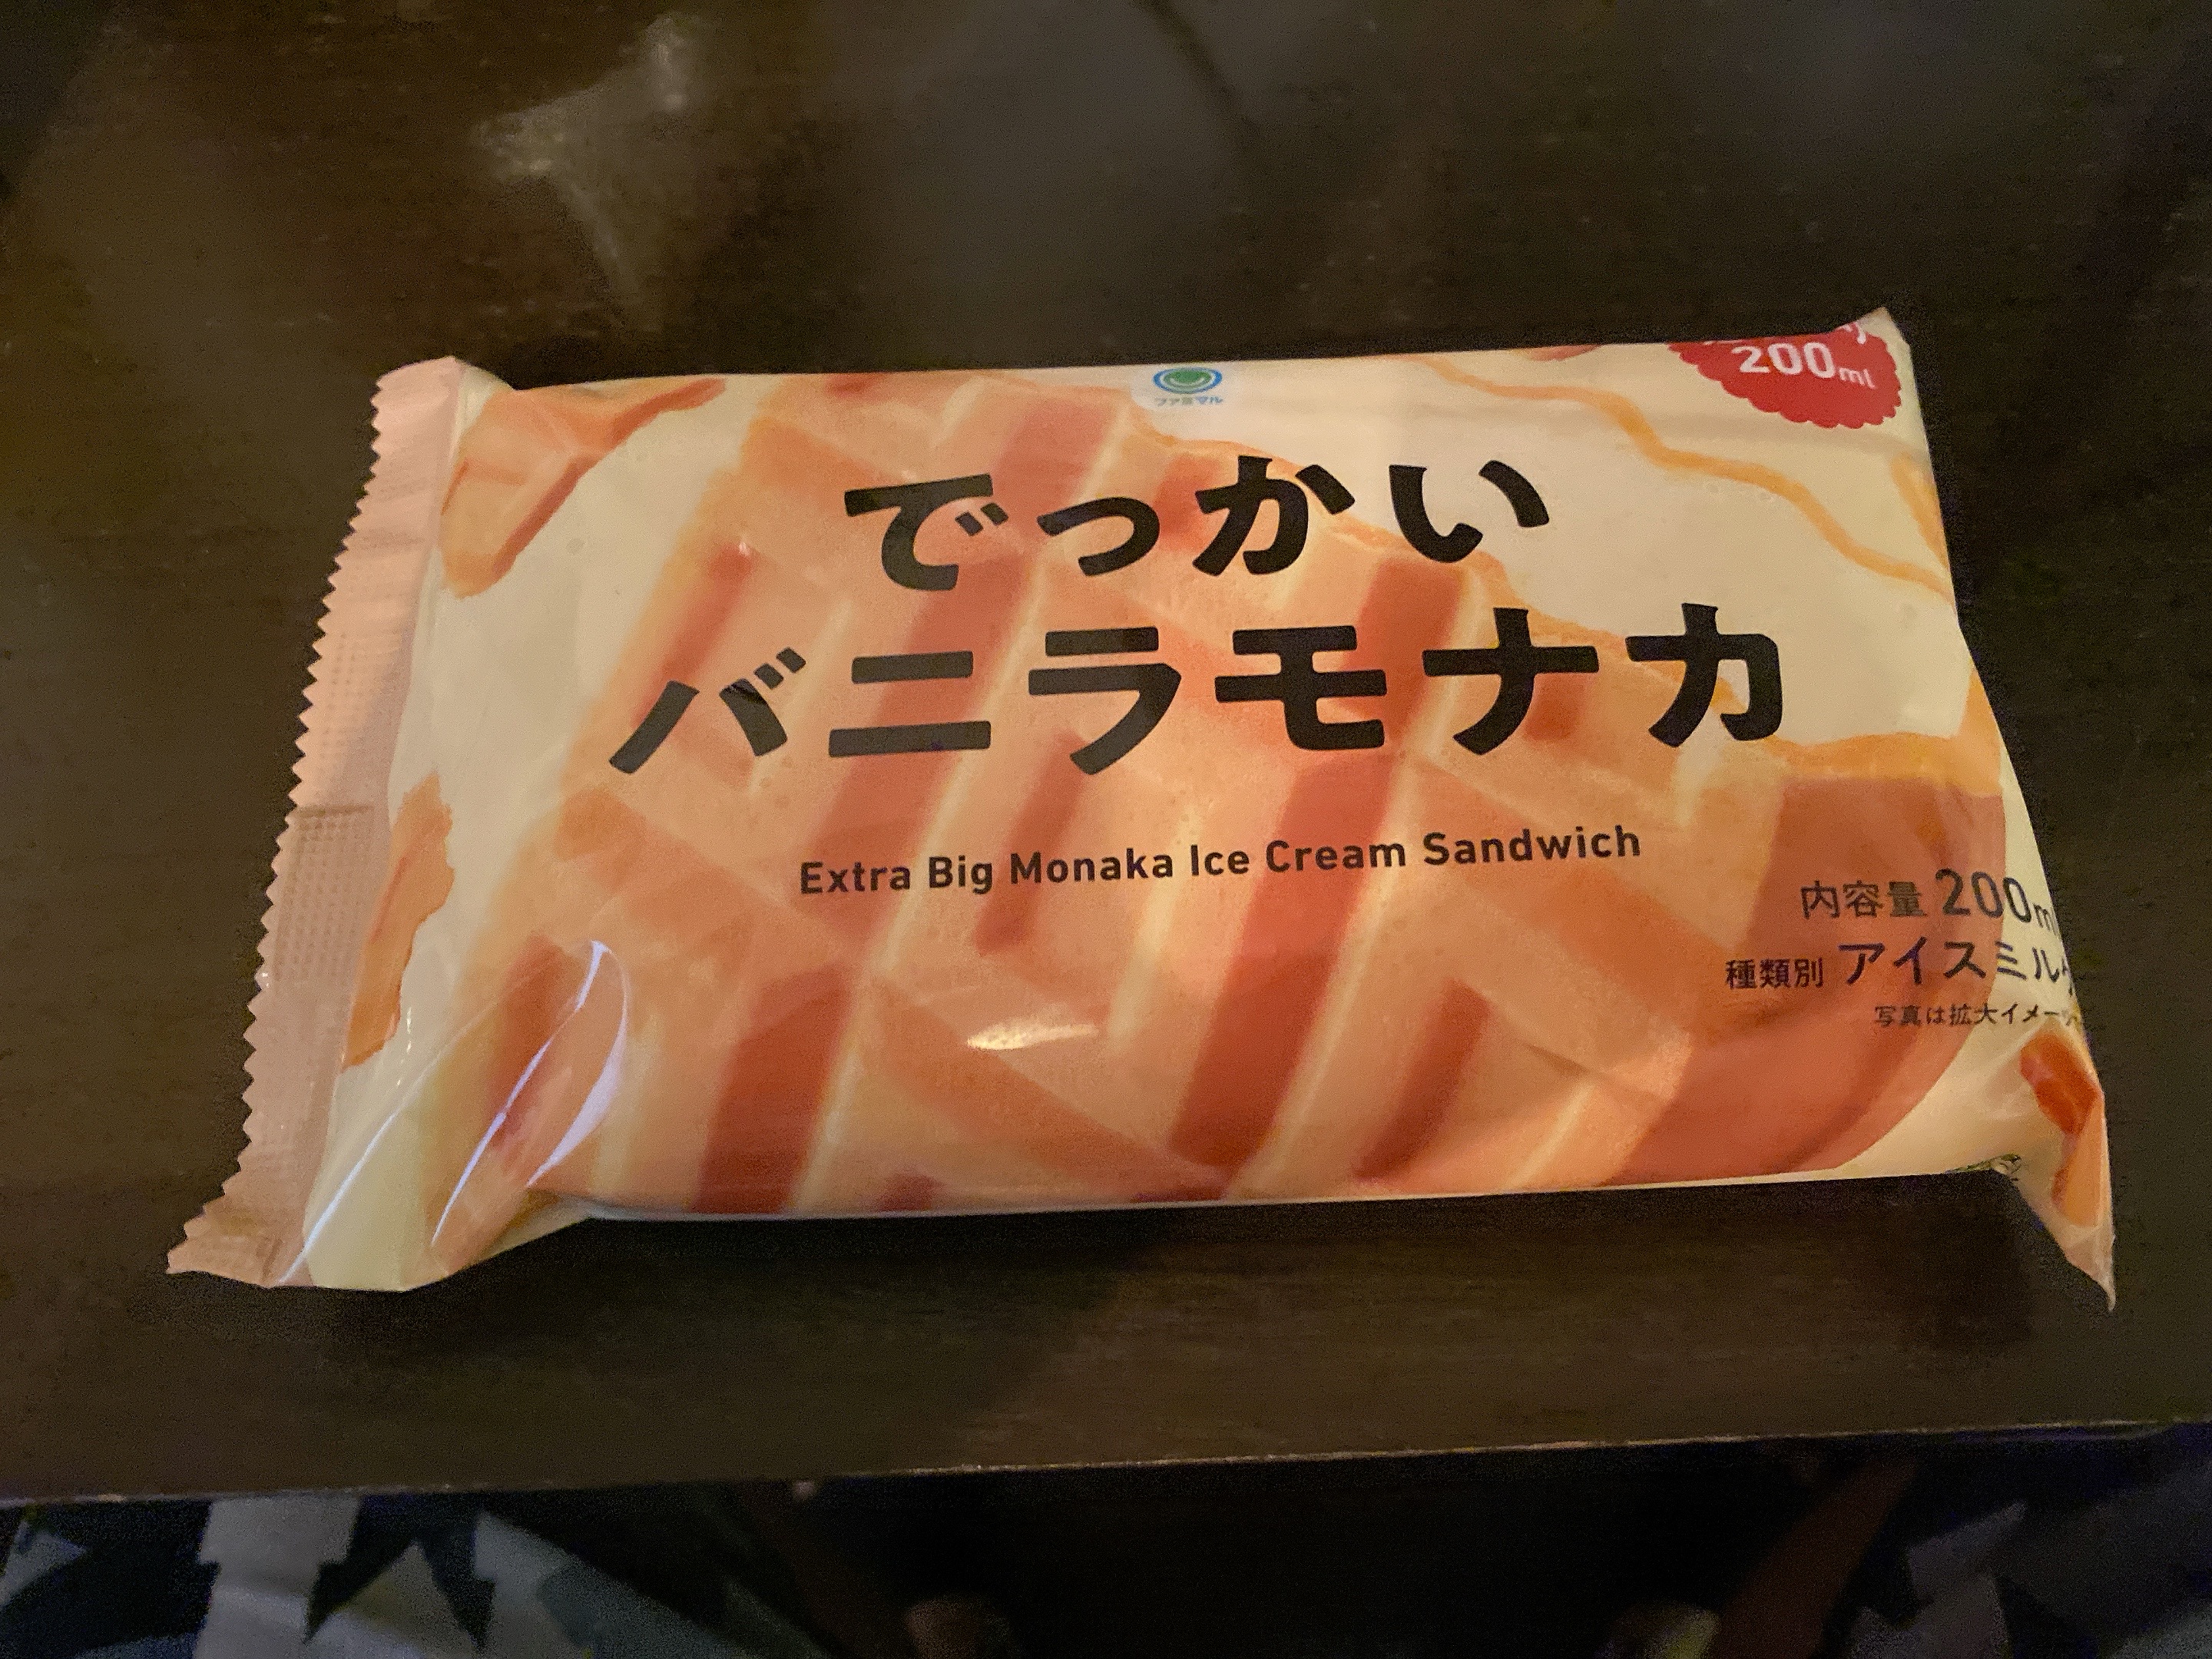 200ml
ファミマル
でっかい
バニラモナカ
Extra Big Monaka Ice Cream Sandwich
内容量 200m
種類別 アイスミル
写真は拡大イメー